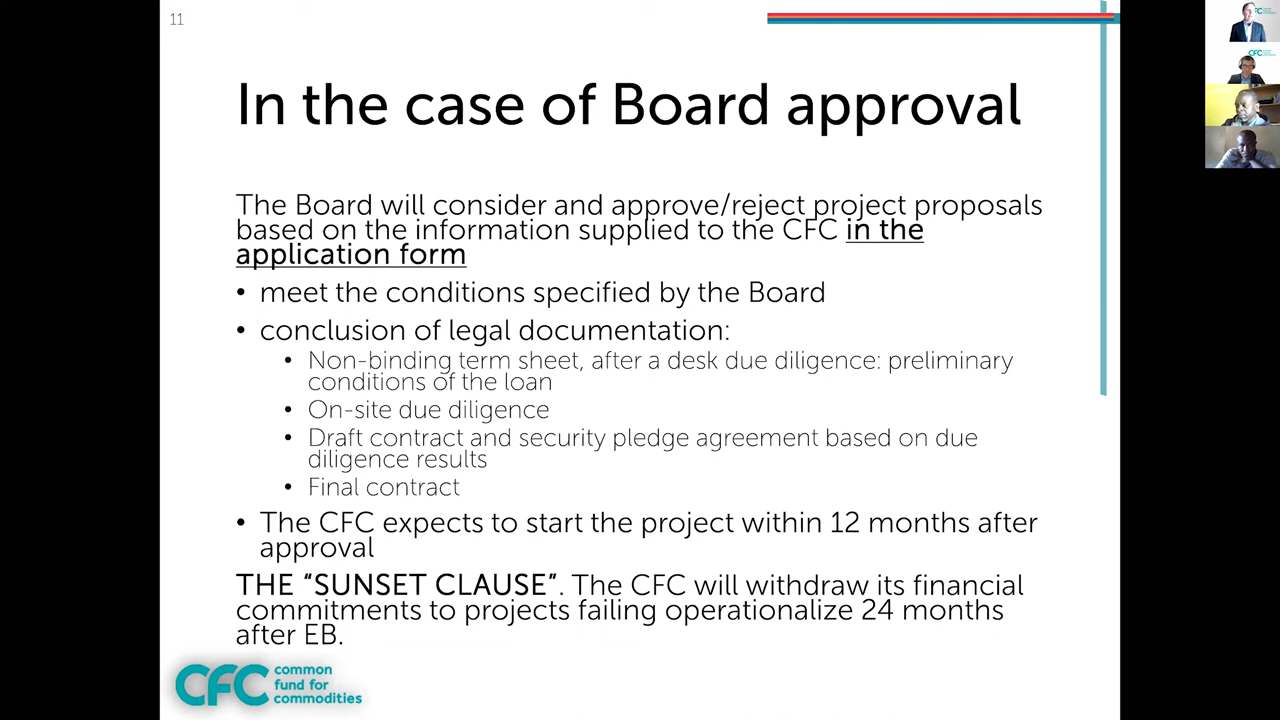 11
In the case of Board approval
The Board will consider and approve/reject project proposals
based on the information supplied to the CFC in the
application form
• meet the conditions specified by the Board
• conclusion of legal documentation:
• Non-binding term sheet, after a desk due diligence: preliminary
conditions of the loan
• On-site due diligence
• Draft contract and security pledge agreement based on due
diligence results
• Final contract
• The CFC expects to start the project within 12 months after
approval
THE “SUNSET CLAUSE”. The CFC will withdraw its financial
commitments to projects failing operationalize 24 months
after EB.
CFC common
fund for
commodities